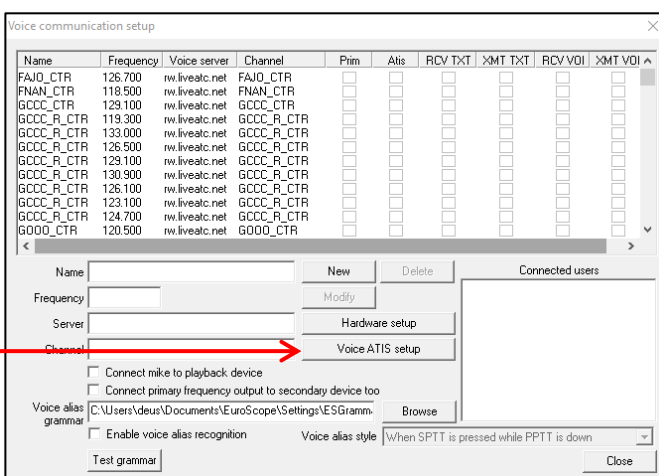 Voice communication setup
Name Frequency Voice server Channel Prim Atis RCV TXT XMT TXT RCV VOI XMT VOI
FAJO_CTR 126.700 rw.liveatc.net FAJO_CTR
FNAN_CTR 118.500 rw.liveatc.net FNAN_CTR
GCCC_CTR 129.100 rw.liveatc.net GCCC_CTR
GCCC_R_CTR 119.300 rw.liveatc.net GCCC_R_CTR
GCCC_R_CTR 133.000 rw.liveatc.net GCCC_R_CTR
GCCC_R_CTR 126.500 rw.liveatc.net GCCC_R_CTR
GCCC_R_CTR 129.100 rw.liveatc.net GCCC_R_CTR
GCCC_R_CTR 130.900 rw.liveatc.net GCCC_R_CTR
GCCC_R_CTR 126.100 rw.liveatc.net GCCC_R_CTR
GCCC_R_CTR 123.100 rw.liveatc.net GCCC_R_CTR
GCCC_R_CTR 124.700 rw.liveatc.net GCCC_R_CTR
GOOO_CTR 120.500 rw.liveatc.net GOOO_CTR
Name New Delete Connected users
Frequency Modify
Server Hardware setup
Channel Voice ATIS setup
Connect mike to playback device
Connect primary frequency output to secondary device too
Voice alias grammar C:\Users\deus\Documents\EuroScope\Settings\ESGramm Browse
Enable voice alias recognition Voice alias style When SPTT is pressed while PPTT is down
Test grammar Close